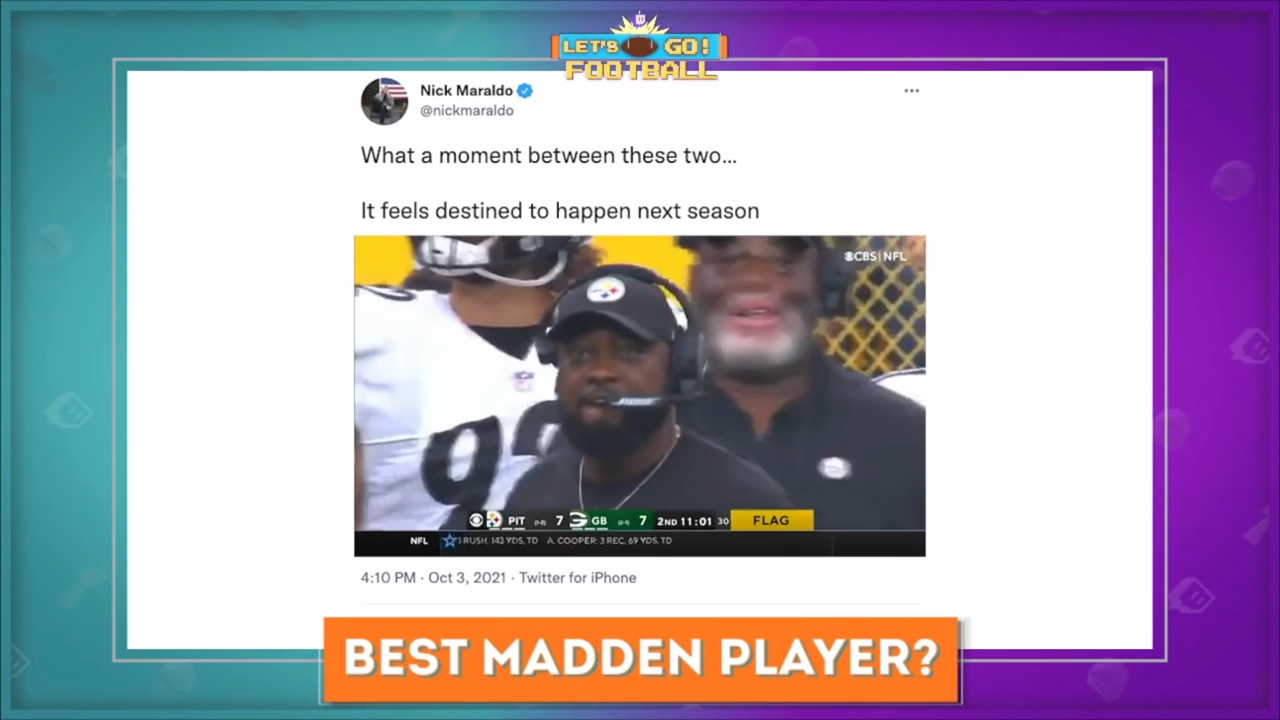 LET'S GO!
FOOTBALL
Nick Maraldo
@nickmaraldo
What a moment between these two...
It feels destined to happen next season
CBS NFL
92
PIT 7 GB 7 2ND 11:01 30 FLAG
NFL RUSH, 143 YDS, TD A. COOPER: 3 REC, 69 YDS, TD
4:10 PM · Oct 3, 2021 · Twitter for iPhone
BEST MADDEN PLAYER?